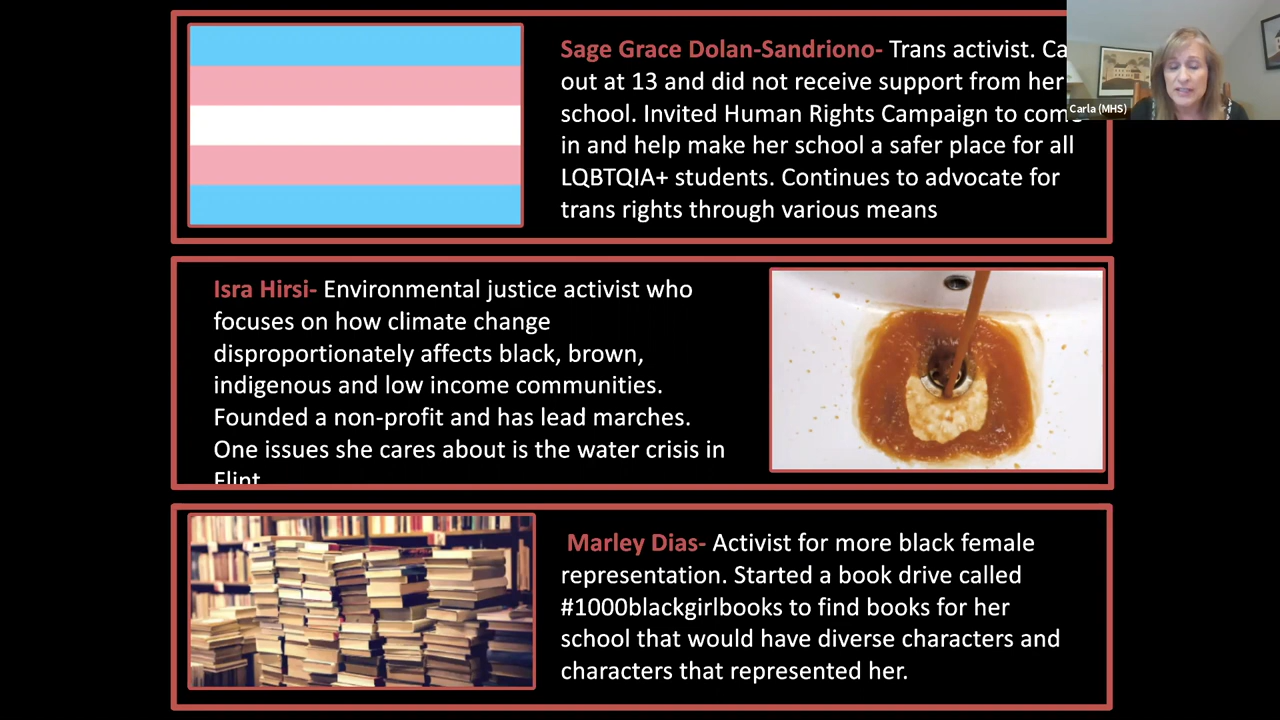 Sage Grace Dolan-Sandriono- Trans activist. Ca
out at 13 and did not receive support from her
school. Invited Human Rights Campaign to come
in and help make her school a safer place for all
LQBTQIA+ students. Continues to advocate for
trans rights through various means
Carla (MHS)
Isra Hirsi- Environmental justice activist who
focuses on how climate change
disproportionately affects black, brown,
indigenous and low income communities.
Founded a non-profit and has lead marches.
One issues she cares about is the water crisis in
Flint
Marley Dias- Activist for more black female
representation. Started a book drive called
#1000blackgirlbooks to find books for her
school that would have diverse characters and
characters that represented her.